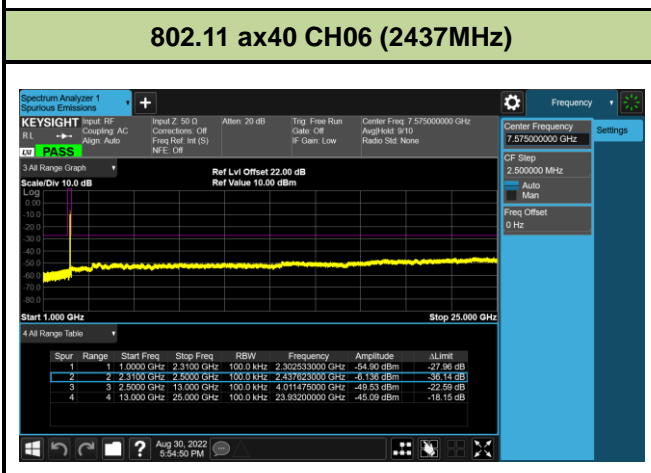 802.11 ax40 CH06 (2437MHz)
Spectrum Analyzer 1
Spurious Emissions
Frequency
KEYSIGHT
RL
LXI
PASS
Input: RF
Coupling: AC
Align: Auto
Input Z: 50 Ω
Corrections: Off
Freq Ref: Int (S)
NFE: Off
Atten: 20 dB
Trig: Free Run
Gate: Off
IF Gain: Low
Center Freq: 7.575000000 GHz
Avg|Hold: 9/10
Radio Std: None
Center Frequency
7.575000000 GHz
Settings
CF Step
2.500000 MHz
Auto
Man
Freq Offset
0 Hz
3 All Range Graph
Scale/Div 10.0 dB
Ref Lvl Offset 22.00 dB
Ref Value 10.00 dBm
Log
0.00
-10.0
-20.0
-30.0
-40.0
-50.0
-60.0
-70.0
-80.0
Start 1.000 GHz
Stop 25.000 GHz
4 All Range Table
Spur Range Start Freq Stop Freq RBW Frequency Amplitude ΔLimit
1 1 1.0000 GHz 2.3100 GHz 100.0 kHz 2.302533000 GHz -54.90 dBm -27.96 dB
2 2 2.3100 GHz 2.5000 GHz 100.0 kHz 2.437623000 GHz -6.136 dBm -36.14 dB
3 3 2.5000 GHz 13.000 GHz 100.0 kHz 4.011475000 GHz -49.53 dBm -22.59 dB
4 4 13.000 GHz 25.000 GHz 100.0 kHz 23.93200000 GHz -45.09 dBm -18.15 dB
Aug 30, 2022
5:54:50 PM